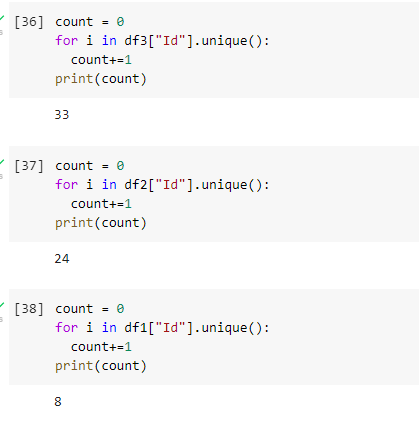 [36] count = 0
for i in df3["Id"].unique():
  count+=1
print(count)
33
[37] count = 0
for i in df2["Id"].unique():
  count+=1
print(count)
24
[38] count = 0
for i in df1["Id"].unique():
  count+=1
print(count)
8